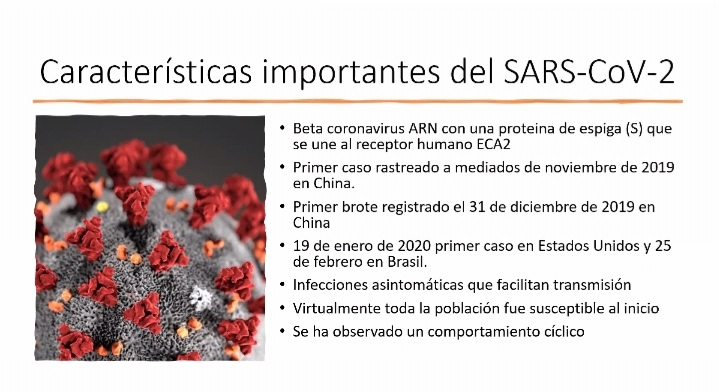 Características importantes del SARS-CoV-2
• Beta coronavirus ARN con una proteina de espiga (S) que
se une al receptor humano ECA2
• Primer caso rastreado a mediados de noviembre de 2019
en China.
• Primer brote registrado el 31 de diciembre de 2019 en
China
• 19 de enero de 2020 primer caso en Estados Unidos y 25
de febrero en Brasil.
• Infecciones asintomáticas que facilitan transmisión
• Virtualmente toda la población fue susceptible al inicio
• Se ha observado un comportamiento cíclico